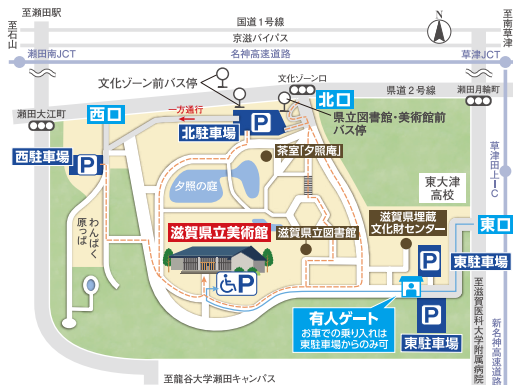 至瀬田駅
至石山
国道1号線
京滋バイパス
名神高速道路
瀬田南JCT
草津JCT
N
至南草津
文化ゾーン前バス停
文化ゾーン口
県道2号線
瀬田月輪町
瀬田大江町
西口
一方通行
北口
県立図書館・美術館前
バス停
北駐車場
P
西駐車場
P
茶室「夕照庵」
夕照の庭
草津田上IC
東大津
高校
わんぱく
原っぱ
滋賀県立美術館
滋賀県立図書館
滋賀県埋蔵
文化財センター
東口
P
P
東駐車場
有人ゲート
お車での乗り入れは
東駐車場からのみ可
P
東駐車場
至滋賀医科大学附属病院
新名神高速道路
至龍谷大学瀬田キャンパス